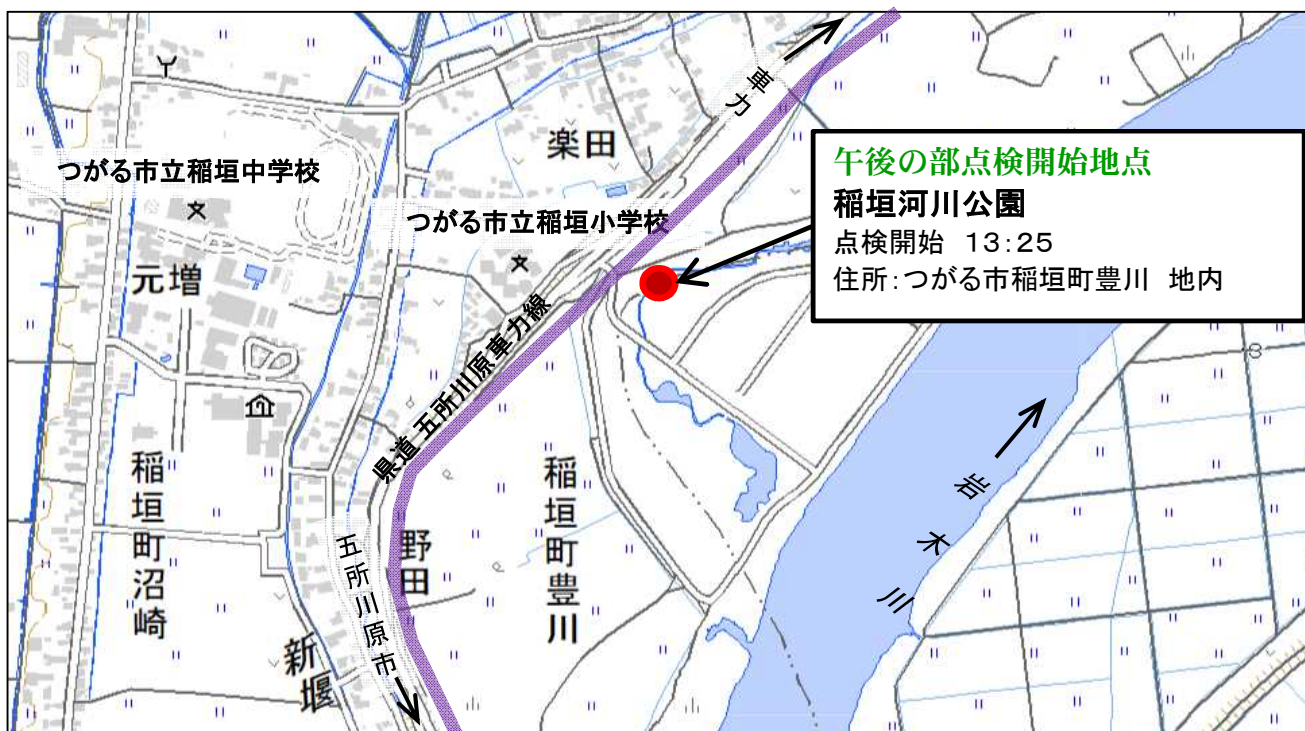 車力
楽田
つがる市立稲垣中学校
つがる市立稲垣小学校
午後の部点検開始地点
稲垣河川公園
点検開始 13:25
住所:つがる市稲垣町豊川 地内
元増
県道 五所川原車力線
稲垣町沼崎
稲垣町豊川
野田
五所川原市
新堰
岩木川